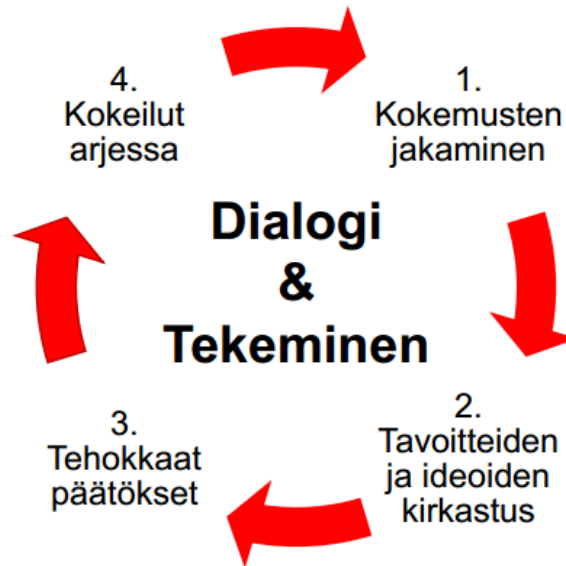 1.
Kokemusten
jakaminen
2.
Tavoitteiden
ja ideoiden
kirkastus
3.
Tehokkaat
päätökset
4.
Kokeilut
arjessa
Dialogi
&
Tekeminen